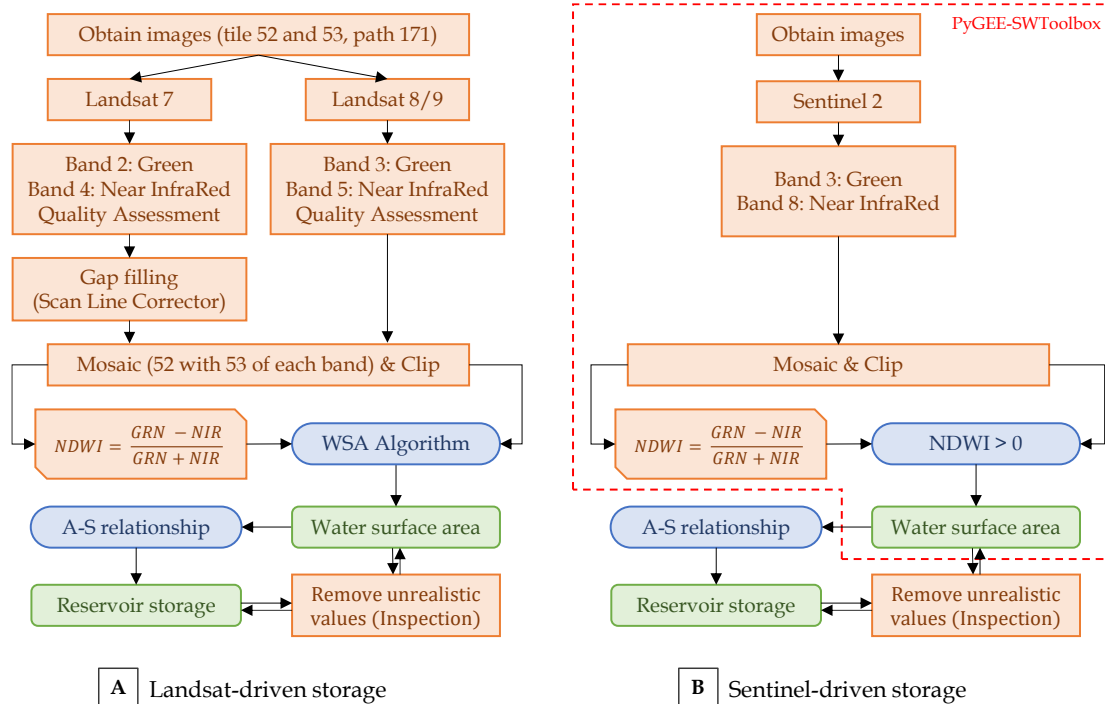 Obtain images (tile 52 and 53, path 171)
Landsat 7
Landsat 8/9
Band 2: Green
Band 4: Near InfraRed
Quality Assessment
Band 3: Green
Band 5: Near InfraRed
Quality Assessment
Gap filling
(Scan Line Corrector)
Mosaic (52 with 53 of each band) & Clip
NDWI = (GRN − NIR) / (GRN + NIR)
WSA Algorithm
A-S relationship
Water surface area
Reservoir storage
Remove unrealistic
values (Inspection)
A Landsat-driven storage
PyGEE-SWToolbox
Obtain images
Sentinel 2
Band 3: Green
Band 8: Near InfraRed
Mosaic & Clip
NDWI = (GRN − NIR) / (GRN + NIR)
NDWI > 0
A-S relationship
Water surface area
Reservoir storage
Remove unrealistic
values (Inspection)
B Sentinel-driven storage